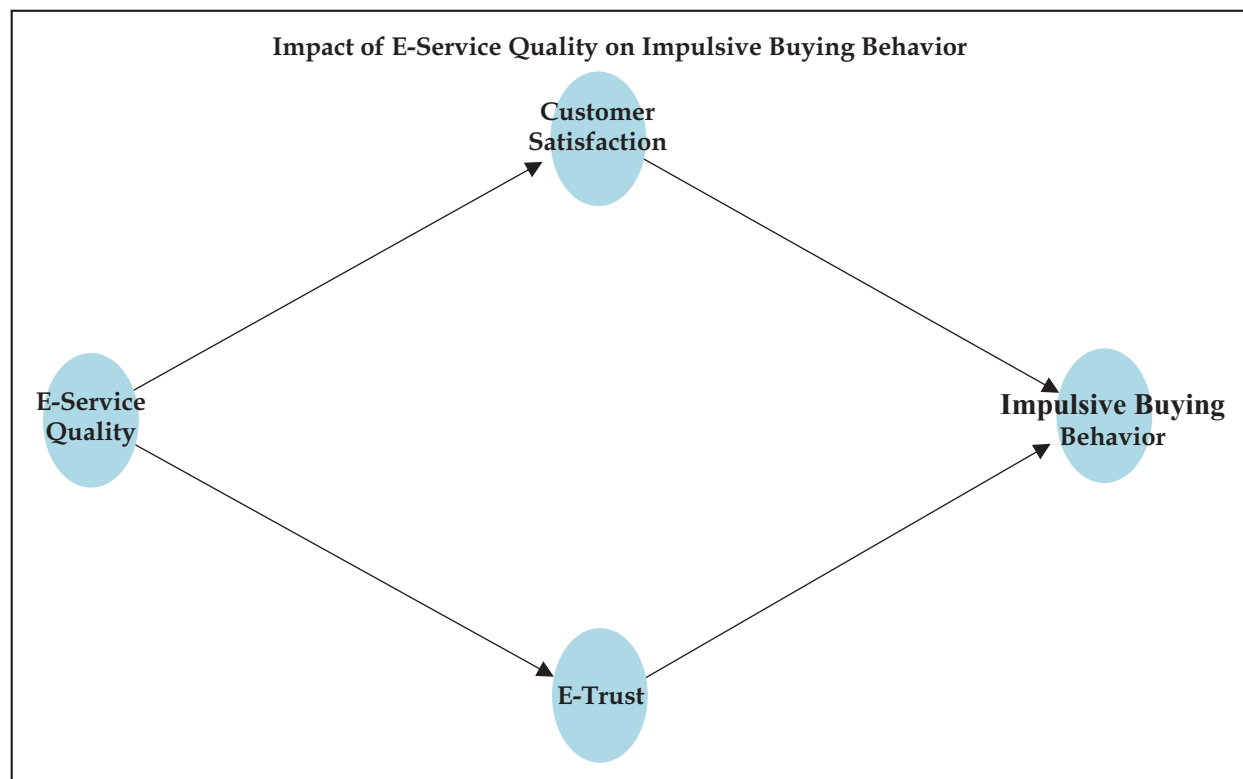 Impact of E-Service Quality on Impulsive Buying Behavior
Customer
Satisfaction
E-Service
Quality
Impulsive Buying
Behavior
E-Trust